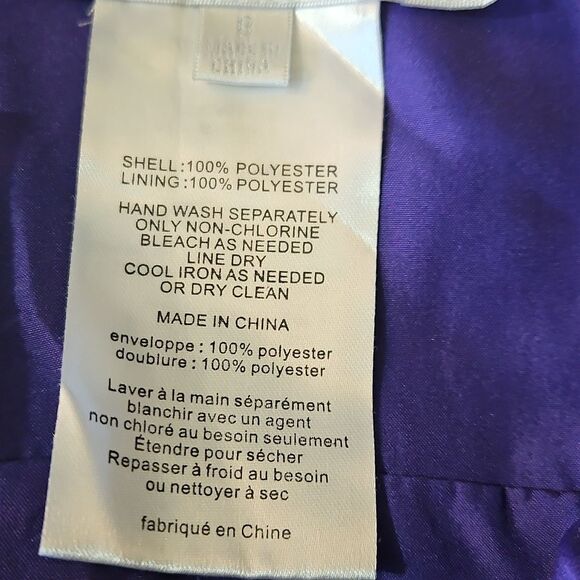 MADE IN
CHINA
SHELL:100% POLYESTER
LINING:100% POLYESTER
HAND WASH SEPARATELY
ONLY NON-CHLORINE
BLEACH AS NEEDED
LINE DRY
COOL IRON AS NEEDED
OR DRY CLEAN
MADE IN CHINA
enveloppe : 100% polyester
doublure : 100% polyester
Laver à la main séparément
blanchir avec un agent
non chloré au besoin seulement
Étendre pour sécher
Repasser à froid au besoin
ou nettoyer à sec
fabriqué en Chine